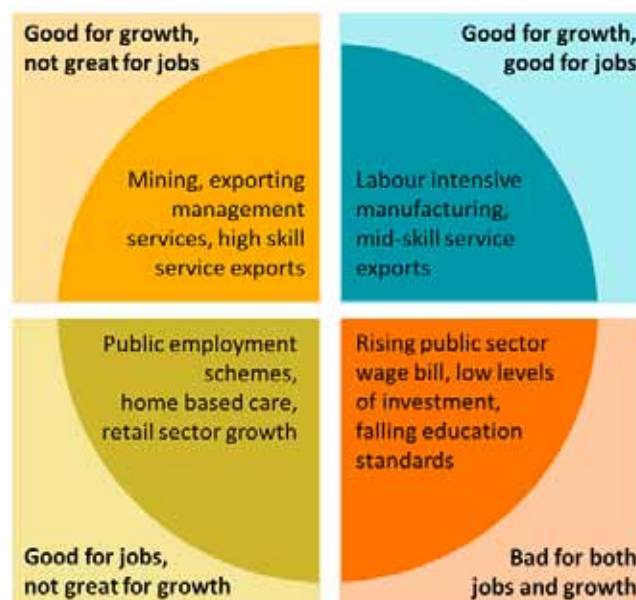 Good for growth,
not great for jobs
Mining, exporting
management
services, high skill
service exports
Good for growth,
good for jobs
Labour intensive
manufacturing,
mid-skill service
exports
Public employment
schemes,
home based care,
retail sector growth
Good for jobs,
not great for growth
Rising public sector
wage bill, low levels
of investment,
falling education
standards
Bad for both
jobs and growth